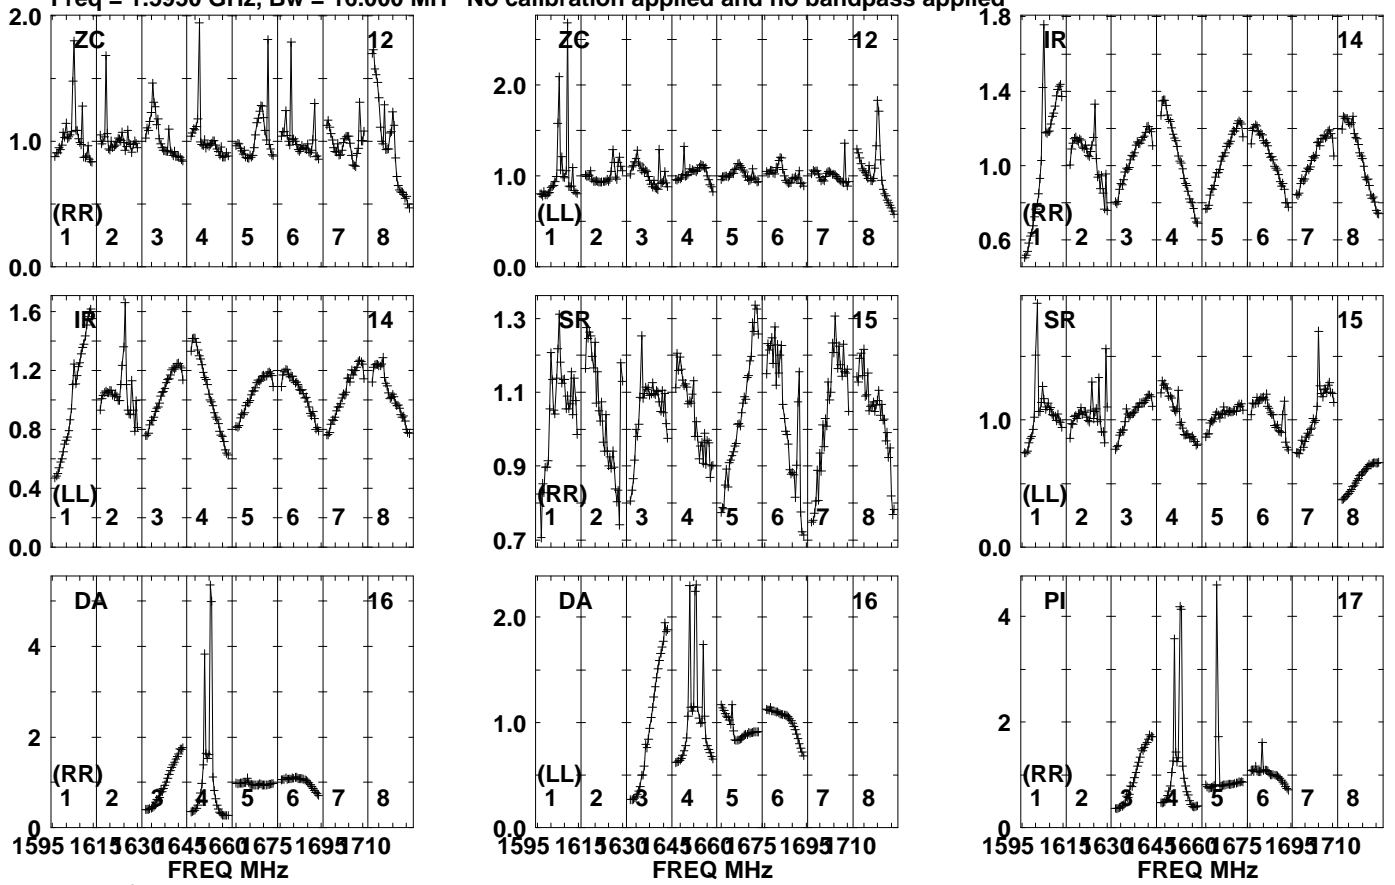 Freq = 1.5950 GHz, Bw = 16.000 MH No calibration applied and no bandpass applied
2.0 1.0 0.0 ZC 12 (RR) 1 2 3 4 5 6 7 8
2.0 1.0 0.0 ZC 12 (LL) 1 2 3 4 5 6 7 8
1.8 1.4 1.0 0.6 IR 14 (RR) 1 2 3 4 5 6 7 8
1.6 1.2 0.8 0.4 0.0 IR 14 (LL) 1 2 3 4 5 6 7 8
1.3 1.1 0.9 0.7 SR 15 (RR) 1 2 3 4 5 6 7 8
1.0 0.0 SR 15 (LL) 1 2 3 4 5 6 7 8
4 2 0 DA 16 (RR) 1 2 3 4 5 6 7 8
2.0 1.0 0.0 DA 16 (LL) 1 2 3 4 5 6 7 8
4 2 0 PI 17 (RR) 1 2 3 4 5 6 7 8
1595 1615 1630 1645 1660 1695 1710
FREQ MHz
1595 1615 1630 1645 1660 1695 1710
FREQ MHz
1595 1615 1630 1645 1660 1695 1710
FREQ MHz